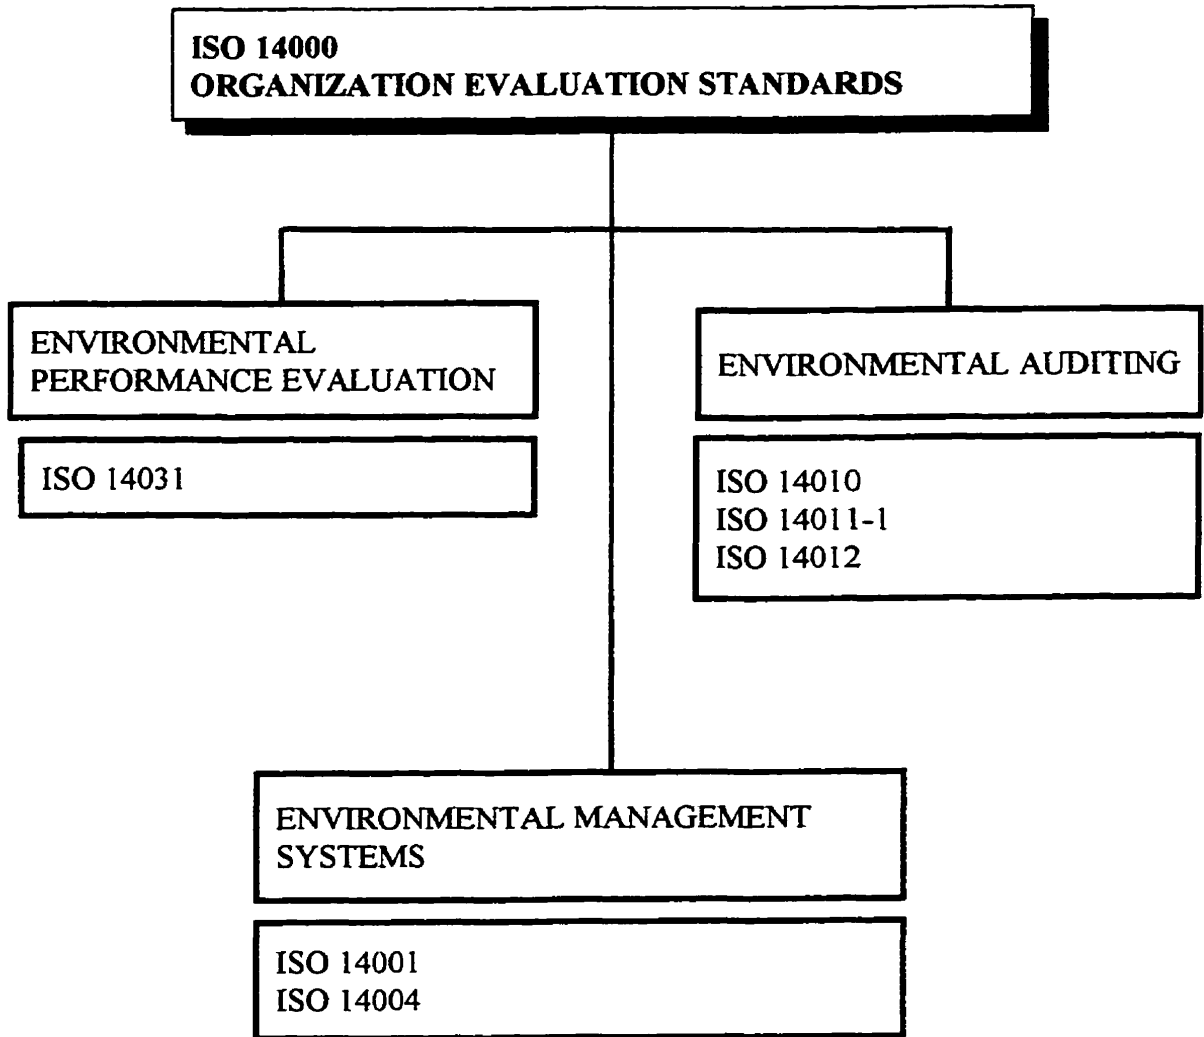 ISO 14000
ORGANIZATION EVALUATION STANDARDS
ENVIRONMENTAL
PERFORMANCE EVALUATION
ISO 14031
ENVIRONMENTAL AUDITING
ISO 14010
ISO 14011-1
ISO 14012
ENVIRONMENTAL MANAGEMENT
SYSTEMS
ISO 14001
ISO 14004